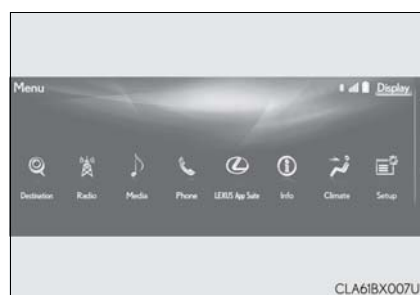 Menu Display
Destination Radio Media Phone LEXUS App Suite Info Climate Setup
CLA61BX007U